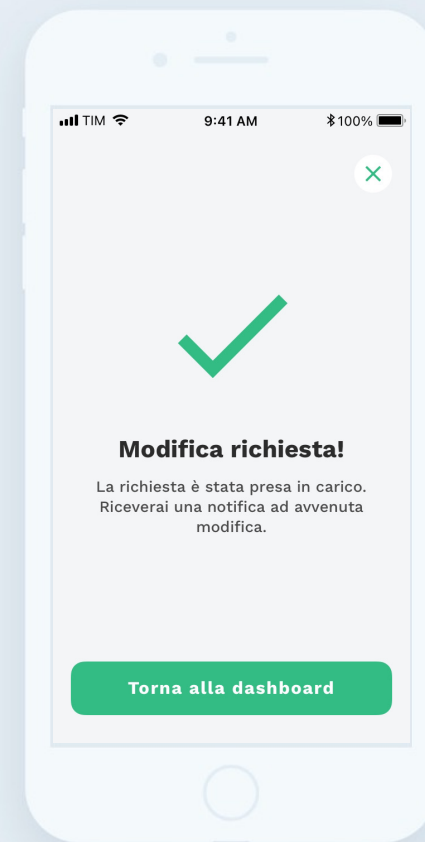 TIM 9:41 AM 100%
Modifica richiesta!
La richiesta è stata presa in carico.
Riceverai una notifica ad avvenuta
modifica.
Torna alla dashboard